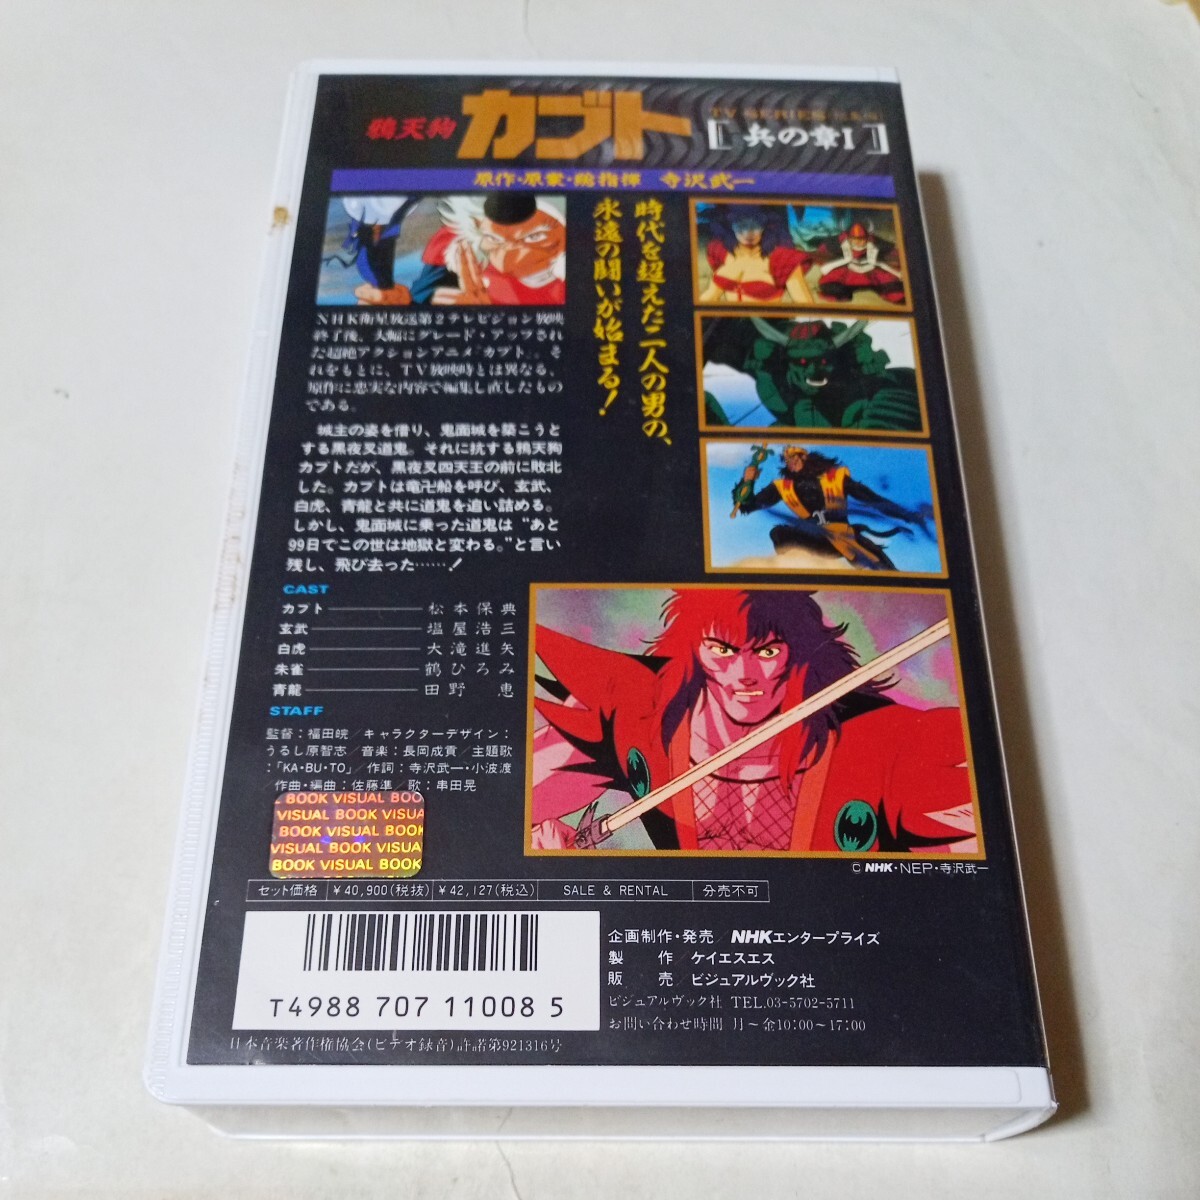 鴉天狗
カブト
TV SERIES
兵の章I
原作・原案・総指揮 寺沢武一
時代を超えた二人の男の、
永遠の闘いが始まる!
NHK衛星放送第2テレビジョン放映
終了後、大幅にグレード・アップされ
た超絶アクションアニメ「カブト」。そ
れをもとに、TV放映時とは異なる、
原作に忠実な内容で編集し直したもの
である。
城主の姿を借り、鬼面城を築こうと
する黒夜叉道鬼。それに抗する鴉天狗
カブトだが、黒夜叉四天王の前に敗北
した。カブトは竜卍船を呼び、玄武、
白虎、青龍と共に道鬼を追い詰める。
しかし、鬼面城に乗った道鬼は“あと
99日でこの世は地獄と変わる。”と言い
残し、飛び去った……!
CAST
カブト 松本保典
玄武 塩屋浩三
白虎 大滝進矢
朱雀 鶴ひろみ
青龍 田野 恵
STAFF
監督:福田皖/キャラクターデザイン:
うるし原智志/音楽:長岡成貢/主題歌
:「KA・BU・TO」/作詞:寺沢武一・小波渡
作曲・編曲:佐藤準/歌:串田晃
BOOK VISUAL BOO
VISUAL BOOK VISUA
BOOK VISUAL BOOK
VISUAL BOOK VISUAL
BOOK VISUAL BOOK
© NHK・NEP・寺沢武一
セット価格 ¥40,900(税抜) ¥42,127(税込) SALE & RENTAL 分売不可
T4988 707 11008 5
企画制作・発売/NHKエンタープライズ
製 作/ケイエスエス
販 売/ビジュアルヴック社
ビジュアルヴック社 TEL.03-5702-5711
お問い合わせ時間 月〜金10:00〜17:00
日本音楽著作権協会(ビデオ録音)許諾第921316号